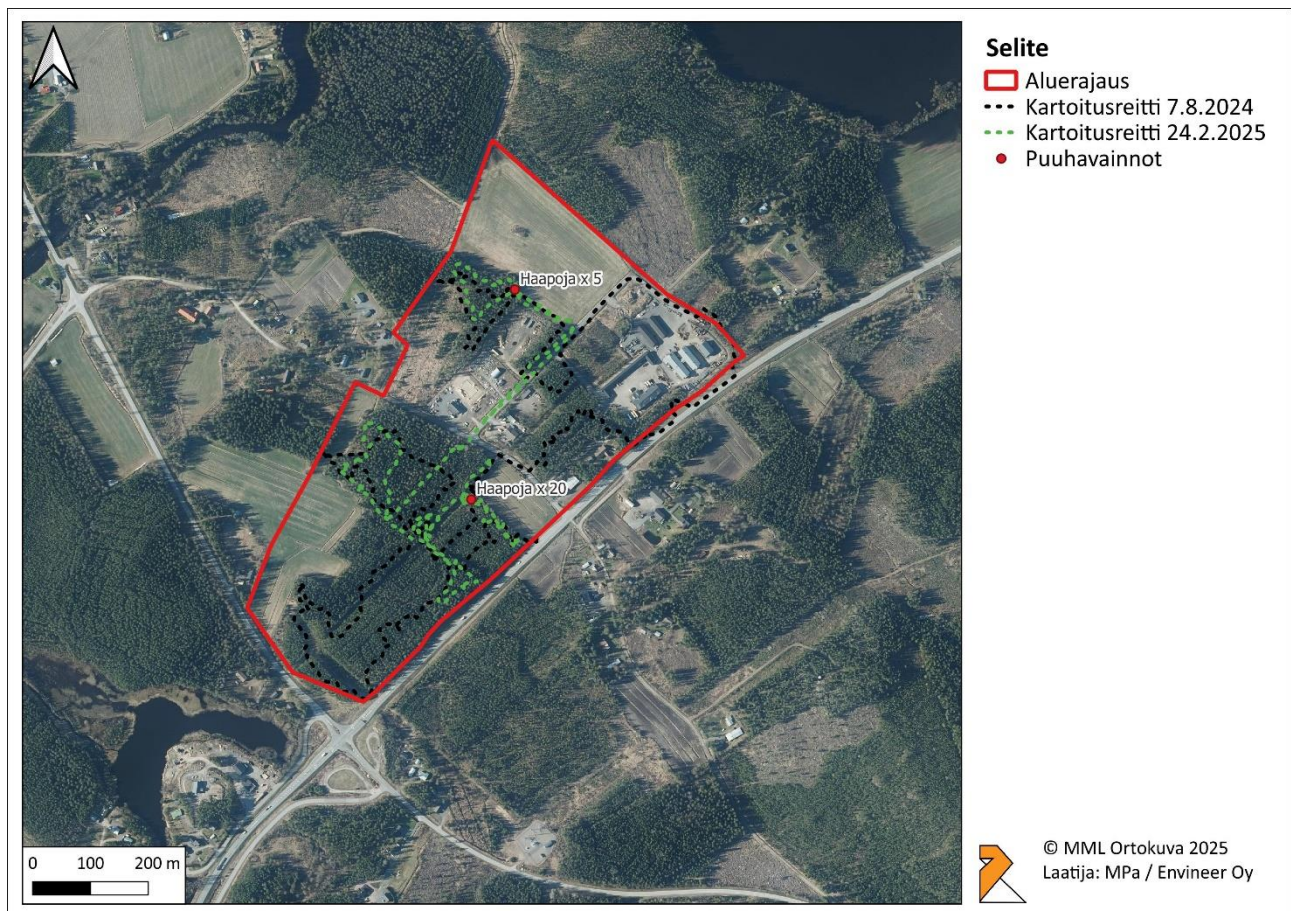 Selite
Aluerajaus
Kartoitusreitti 7.8.2024
Kartoitusreitti 24.2.2025
Puuhavainnot
Haapoja x 5
Haapoja x 20
0 100 200 m
© MML Ortokuva 2025
Laatija: MPa / Envineer Oy